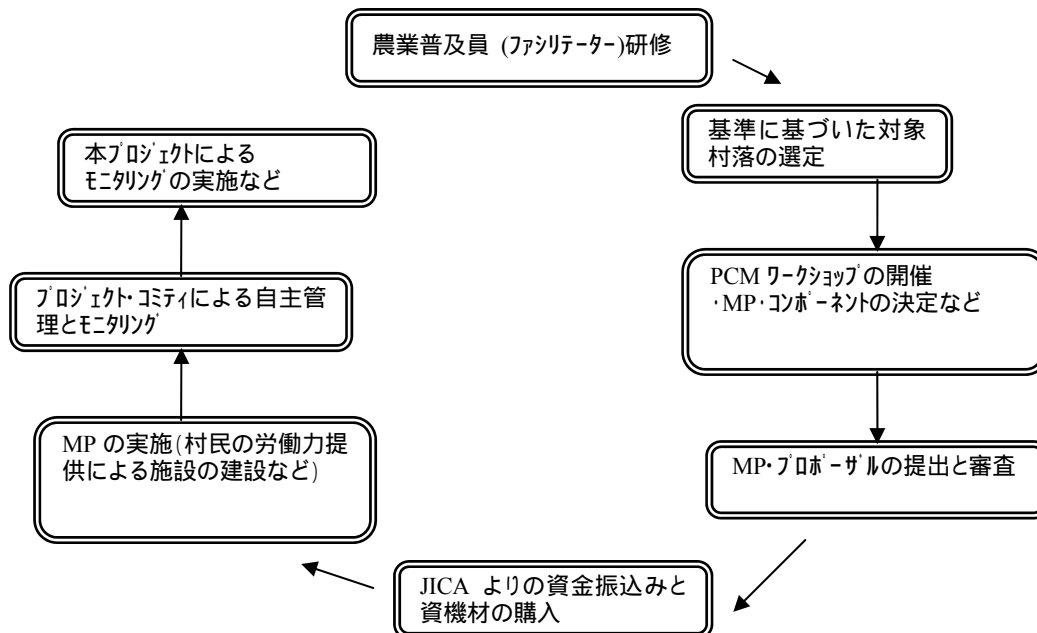 農業普及員 (ﾌｧｼﾘﾃｰﾀｰ)研修
基準に基づいた対象
村落の選定
PCM ワークショップの開催
・MP・ｺﾝﾎﾟｰﾈﾝﾄの決定など
MP・ﾌﾟﾛﾎﾟｰｻﾞﾙの提出と審査
JICA よりの資金振込みと
資機材の購入
MP の実施(村民の労働力提
供による施設の建設など)
ﾌﾟﾛｼﾞｪｸﾄ・ｺﾐﾃｨによる自主管
理とﾓﾆﾀﾘﾝｸﾞ
本ﾌﾟﾛｼﾞｪｸﾄによる
ﾓﾆﾀﾘﾝｸﾞの実施など